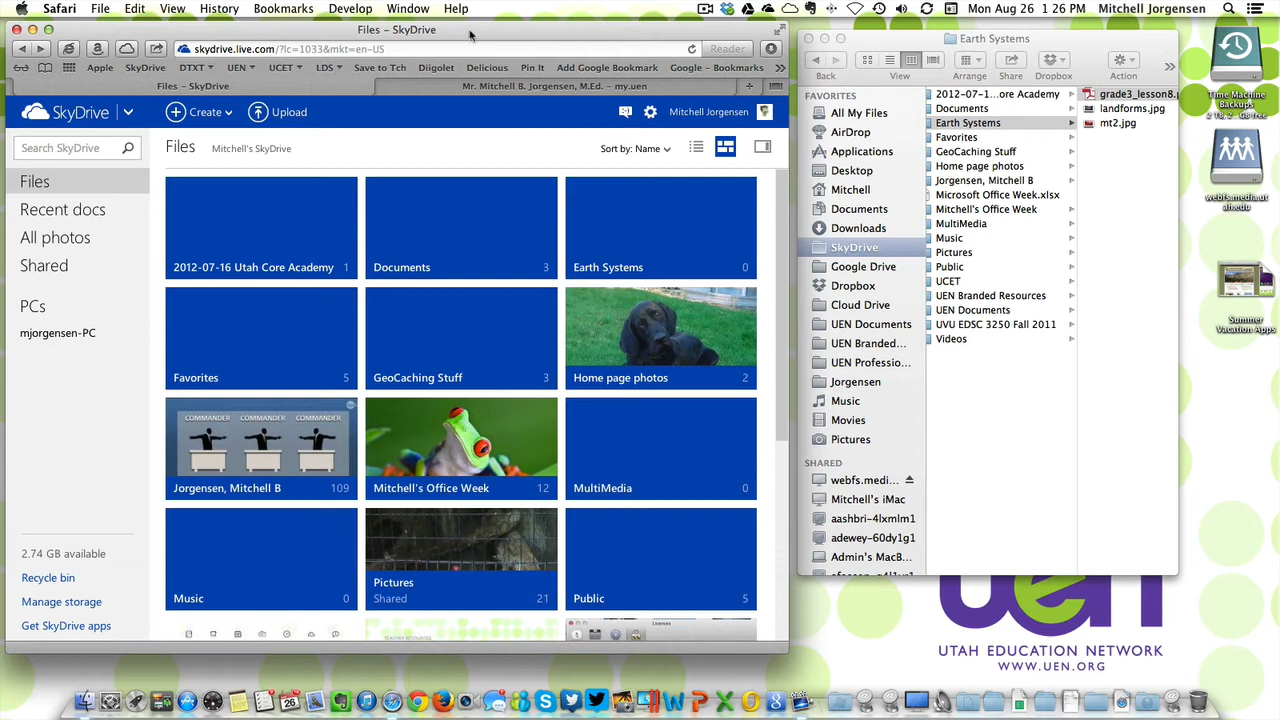 Safari File Edit View History Bookmarks Develop Window Help Mon Aug 26 1:26 PM Mitchell Jorgensen
Files – SkyDrive
skydrive.live.com/?lc=1033&mkt=en-US Reader
Apple SkyDrive DTXT UEN UCET LDS Save to Tch Diigolet Delicious Pin It Add Google Bookmark Google – Bookmarks
Files – SkyDrive Mr. Mitchell B. Jorgensen, M.Ed. – my.uen
SkyDrive Create Upload Mitchell Jorgensen
Search SkyDrive
Files Mitchell's SkyDrive Sort by: Name
Files
Recent docs
All photos
Shared
PCs
mjorgensen-PC
2.74 GB available
Recycle bin
Manage storage
Get SkyDrive apps
2012-07-16 Utah Core Academy 1
Documents 3
Earth Systems 0
Favorites 5
GeoCaching Stuff 3
Home page photos 2
COMMANDER COMMANDER COMMANDER
Jorgensen, Mitchell B 109
Mitchell's Office Week 12
MultiMedia 0
Music 0
Pictures
Shared 21
Public 5
Licenses
Earth Systems
Back View Arrange Share Dropbox Action
FAVORITES
All My Files
AirDrop
Applications
Desktop
Mitchell
Documents
Downloads
SkyDrive
Google Drive
Dropbox
Cloud Drive
UEN Documents
UEN Branded...
UEN Professio...
Jorgensen
Music
Movies
Pictures
SHARED
webfs.medi...
Mitchell's iMac
aashbri-4lxmlm1
adewey-60dy1g1
Admin's MacB...
2012-07-1...ore Academy
Documents
Earth Systems
Favorites
GeoCaching Stuff
Home page photos
Jorgensen, Mitchell B
Microsoft Office Week.xlsx
Mitchell's Office Week
MultiMedia
Music
Pictures
Public
UCET
UEN Branded Resources
UEN Documents
UVU EDSC 3250 Fall 2011
Videos
grade3_lesson8.p
landforms.jpg
mt2.jpg
Time Machine
Backups
2 TB, 2... GB free
webfs.media.ut
ah.edu
Summer
Vacation Apps
uen
UTAH EDUCATION NETWORK
WWW.UEN.ORG